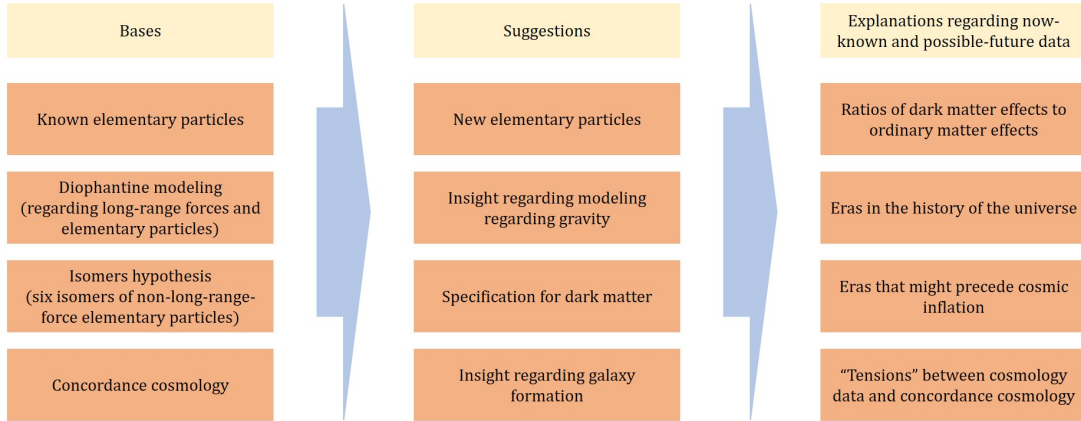 Bases
Known elementary particles
Diophantine modeling
(regarding long-range forces and
elementary particles)
Isomers hypothesis
(six isomers of non-long-range-
force elementary particles)
Concordance cosmology
Suggestions
New elementary particles
Insight regarding modeling
regarding gravity
Specification for dark matter
Insight regarding galaxy
formation
Explanations regarding now-
known and possible-future data
Ratios of dark matter effects to
ordinary matter effects
Eras in the history of the universe
Eras that might precede cosmic
inflation
“Tensions” between cosmology
data and concordance cosmology